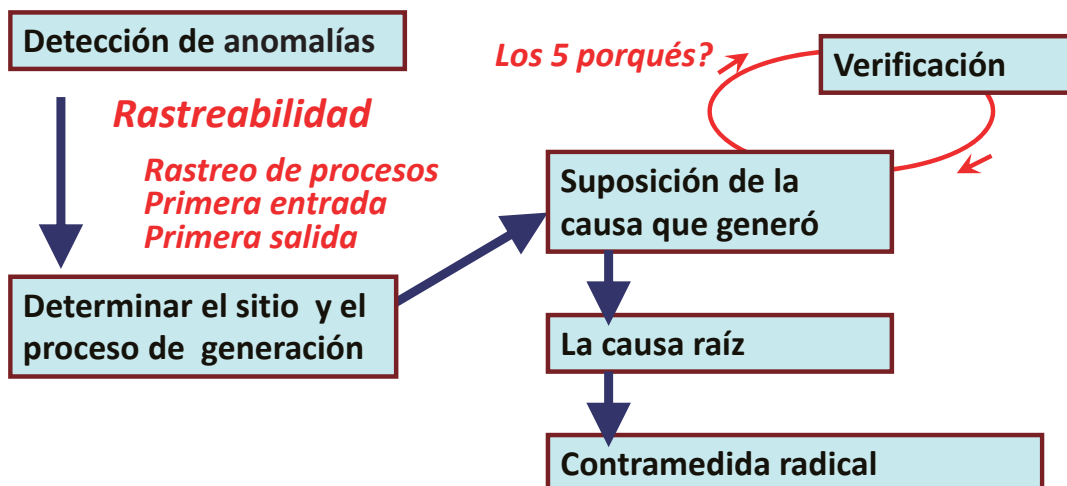 Detección de anomalías
Rastreabilidad
Rastreo de procesos
Primera entrada
Primera salida
Determinar el sitio y el
proceso de generación
Los 5 porqués?
Verificación
Suposición de la
causa que generó
La causa raíz
Contramedida radical